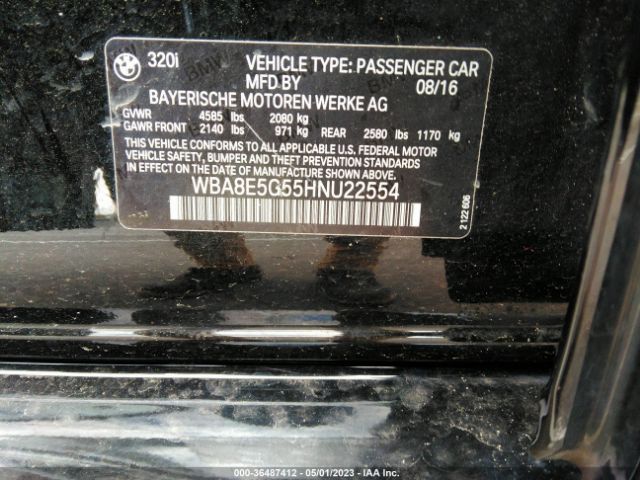 320i VEHICLE TYPE: PASSENGER CAR
MFD BY 08/16
BAYERISCHE MOTOREN WERKE AG
GVWR 4585 lbs 2080 kg
GAWR FRONT 2140 lbs 971 kg REAR 2580 lbs 1170 kg
THIS VEHICLE CONFORMS TO ALL APPLICABLE U.S. FEDERAL MOTOR
VEHICLE SAFETY, BUMPER AND THEFT PREVENTION STANDARDS
IN EFFECT ON THE DATE OF MANUFACTURE SHOWN ABOVE.
WBA8E5G55HNU22554
2 122 606
000-36487412 - 05/01/2023 - IAA Inc.